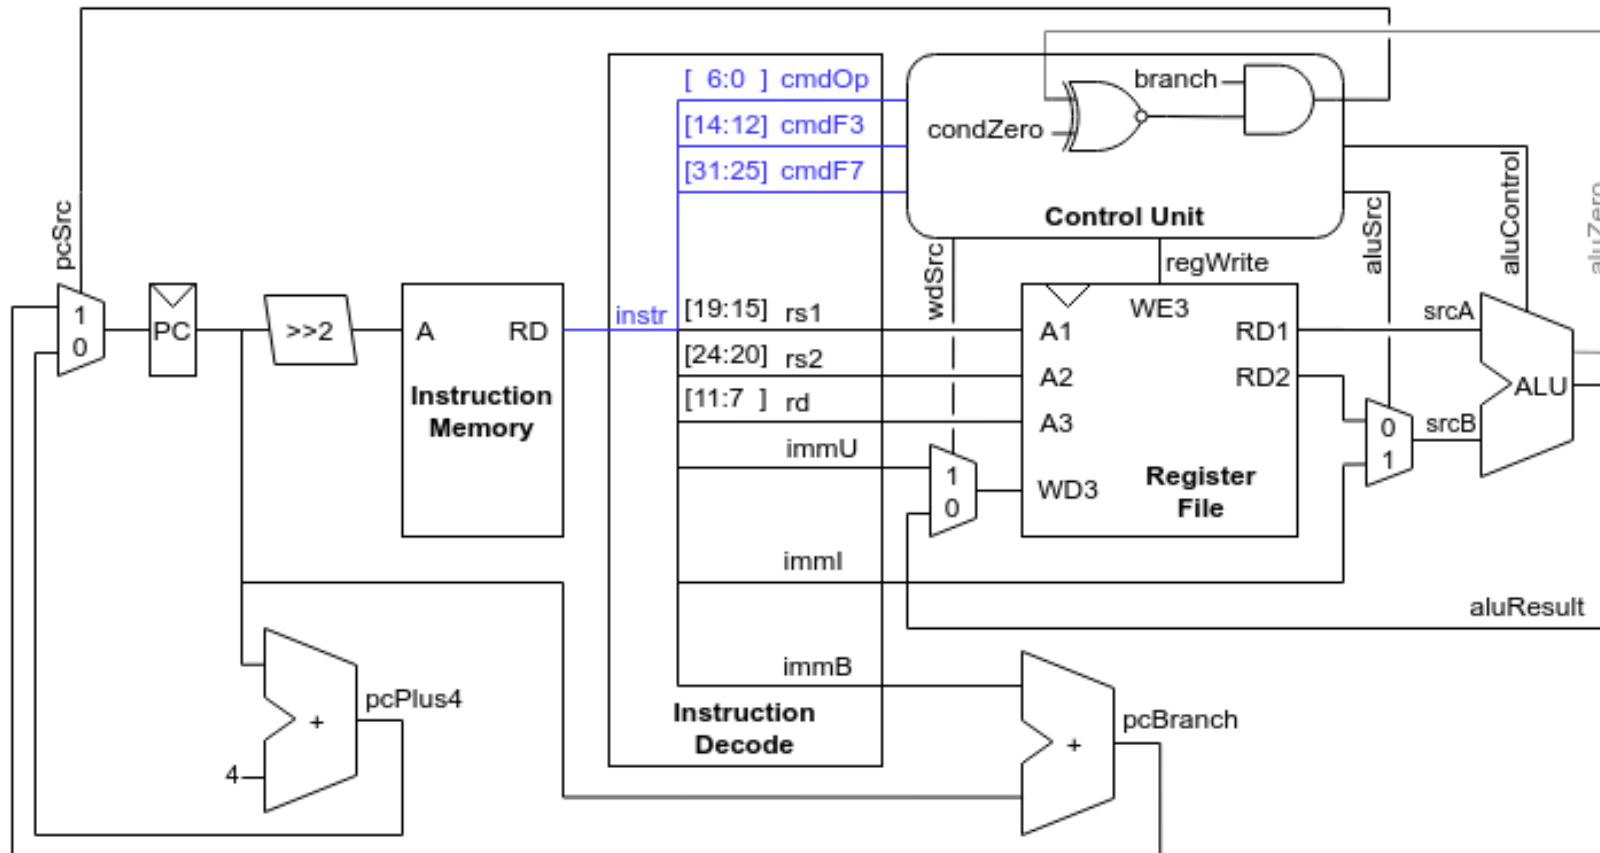 [ 6:0 ] cmdOp
branch
[14:12] cmdF3
condZero
[31:25] cmdF7
Control Unit
pcSrc
wdSrc
regWrite
aluSrc
aluControl
aluZero
1
0
PC
>>2
A
RD
Instruction
Memory
instr
[19:15] rs1
[24:20] rs2
[11:7 ] rd
immU
1
0
A1
A2
A3
WD3
WE3
RD1
RD2
Register
File
srcA
0
1
srcB
ALU
immI
aluResult
immB
pcPlus4
+
4
Instruction
Decode
pcBranch
+